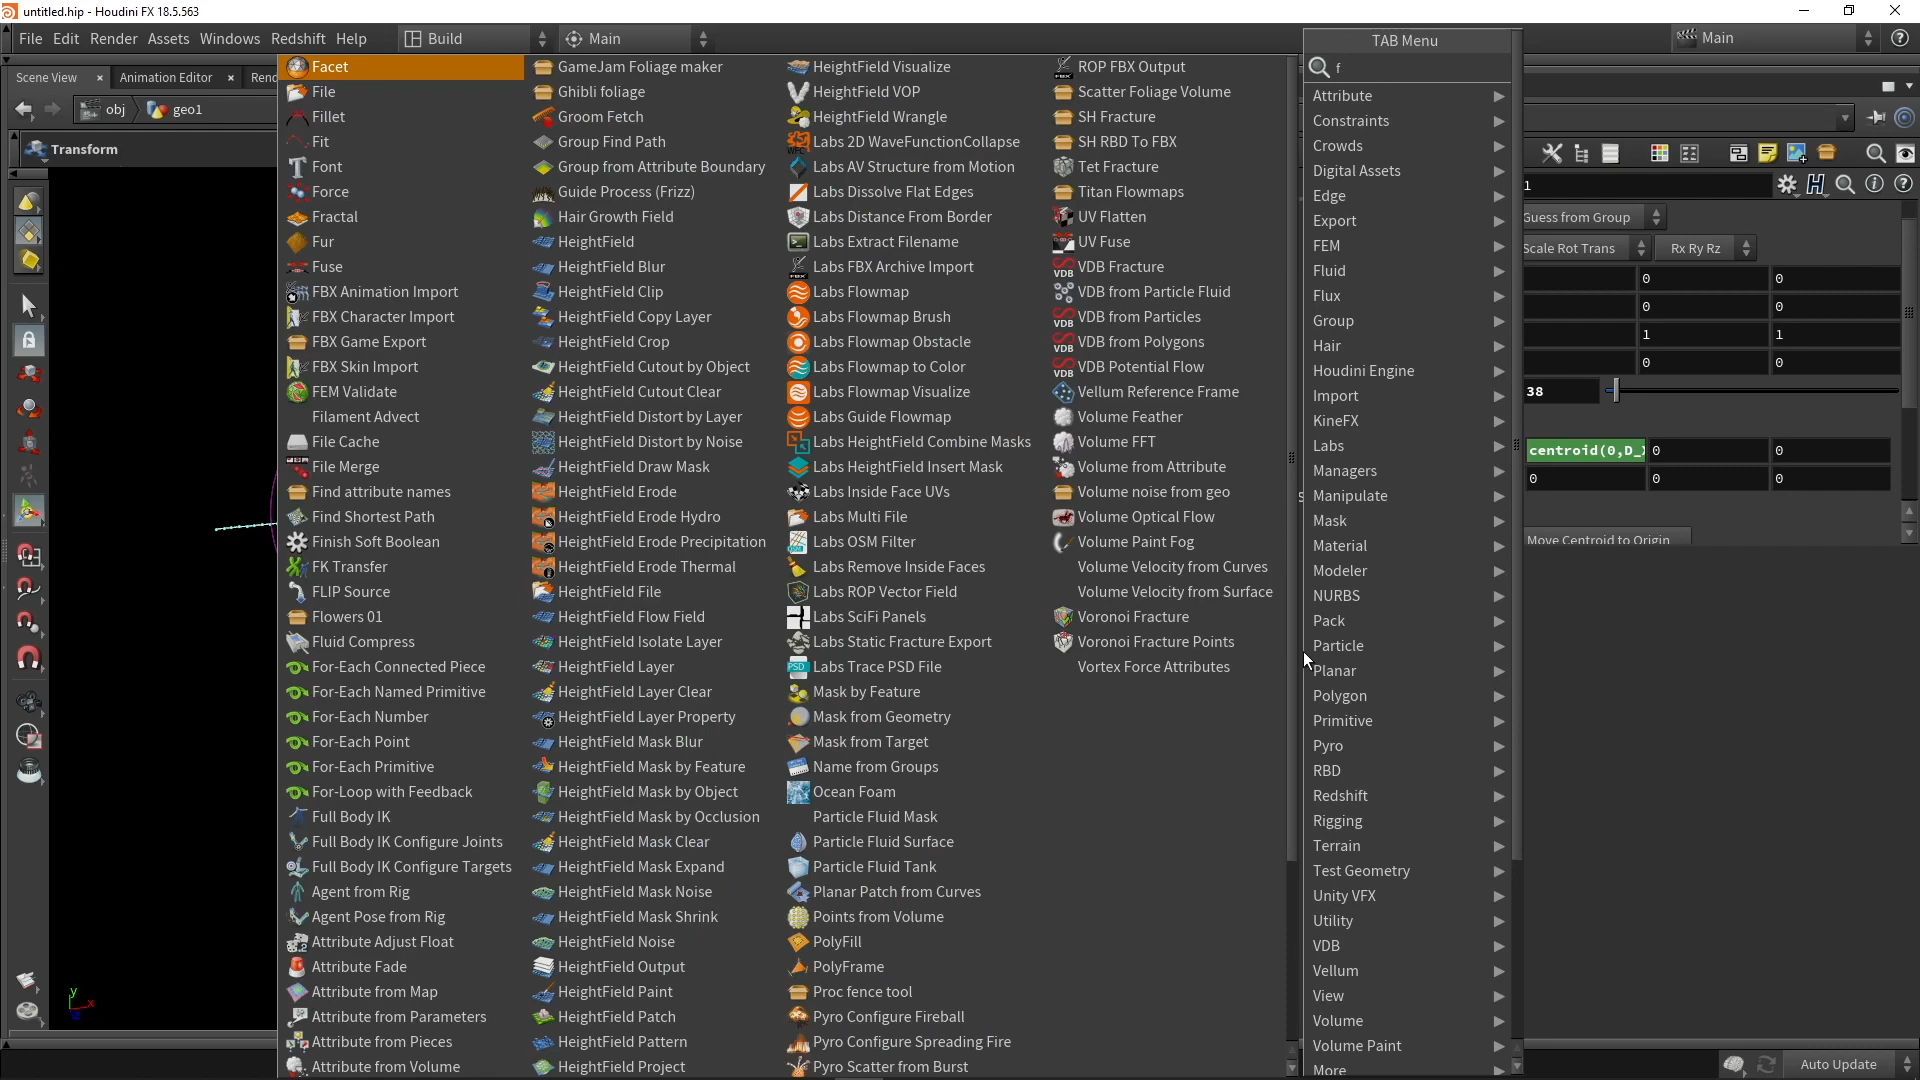 untitled.hip - Houdini FX 18.5.563
File Edit Render Assets Windows Redshift Help Build Main Main
Scene View × Animation Editor × Rend
obj geo1
Transform
Facet
File
Fillet
Fit
Font
Force
Fractal
Fur
Fuse
FBX Animation Import
FBX Character Import
FBX Game Export
FBX Skin Import
FEM Validate
Filament Advect
File Cache
File Merge
Find attribute names
Find Shortest Path
Finish Soft Boolean
FK Transfer
FLIP Source
Flowers 01
Fluid Compress
For-Each Connected Piece
For-Each Named Primitive
For-Each Number
For-Each Point
For-Each Primitive
For-Loop with Feedback
Full Body IK
Full Body IK Configure Joints
Full Body IK Configure Targets
Agent from Rig
Agent Pose from Rig
Attribute Adjust Float
Attribute Fade
Attribute from Map
Attribute from Parameters
Attribute from Pieces
Attribute from Volume
GameJam Foliage maker
Ghibli foliage
Groom Fetch
Group Find Path
Group from Attribute Boundary
Guide Process (Frizz)
Hair Growth Field
HeightField
HeightField Blur
HeightField Clip
HeightField Copy Layer
HeightField Crop
HeightField Cutout by Object
HeightField Cutout Clear
HeightField Distort by Layer
HeightField Distort by Noise
HeightField Draw Mask
HeightField Erode
HeightField Erode Hydro
HeightField Erode Precipitation
HeightField Erode Thermal
HeightField File
HeightField Flow Field
HeightField Isolate Layer
HeightField Layer
HeightField Layer Clear
HeightField Layer Property
HeightField Mask Blur
HeightField Mask by Feature
HeightField Mask by Object
HeightField Mask by Occlusion
HeightField Mask Clear
HeightField Mask Expand
HeightField Mask Noise
HeightField Mask Shrink
HeightField Noise
HeightField Output
HeightField Paint
HeightField Patch
HeightField Pattern
HeightField Project
HeightField Visualize
HeightField VOP
HeightField Wrangle
Labs 2D WaveFunctionCollapse
Labs AV Structure from Motion
Labs Dissolve Flat Edges
Labs Distance From Border
Labs Extract Filename
Labs FBX Archive Import
Labs Flowmap
Labs Flowmap Brush
Labs Flowmap Obstacle
Labs Flowmap to Color
Labs Flowmap Visualize
Labs Guide Flowmap
Labs HeightField Combine Masks
Labs HeightField Insert Mask
Labs Inside Face UVs
Labs Multi File
Labs OSM Filter
Labs Remove Inside Faces
Labs ROP Vector Field
Labs SciFi Panels
Labs Static Fracture Export
Labs Trace PSD File
Mask by Feature
Mask from Geometry
Mask from Target
Name from Groups
Ocean Foam
Particle Fluid Mask
Particle Fluid Surface
Particle Fluid Tank
Planar Patch from Curves
Points from Volume
PolyFill
PolyFrame
Proc fence tool
Pyro Configure Fireball
Pyro Configure Spreading Fire
Pyro Scatter from Burst
ROP FBX Output
Scatter Foliage Volume
SH Fracture
SH RBD To FBX
Tet Fracture
Titan Flowmaps
UV Flatten
UV Fuse
VDB Fracture
VDB from Particle Fluid
VDB from Particles
VDB from Polygons
VDB Potential Flow
Vellum Reference Frame
Volume Feather
Volume FFT
Volume from Attribute
Volume noise from geo
Volume Optical Flow
Volume Paint Fog
Volume Velocity from Curves
Volume Velocity from Surface
Voronoi Fracture
Voronoi Fracture Points
Vortex Force Attributes
TAB Menu
f
Attribute
Constraints
Crowds
Digital Assets
Edge
Export
FEM
Fluid
Flux
Group
Hair
Houdini Engine
Import
KineFX
Labs
Managers
Manipulate
Mask
Material
Modeler
NURBS
Pack
Particle
Planar
Polygon
Primitive
Pyro
RBD
Redshift
Rigging
Terrain
Test Geometry
Unity VFX
Utility
VDB
Vellum
View
Volume
Volume Paint
More
1
Guess from Group
Scale Rot Trans Rx Ry Rz
0 0
0 0
1 1
0 0
38
centroid(0,D_ 0 0
0 0 0
Move Centroid to Origin
y
x
Auto Update